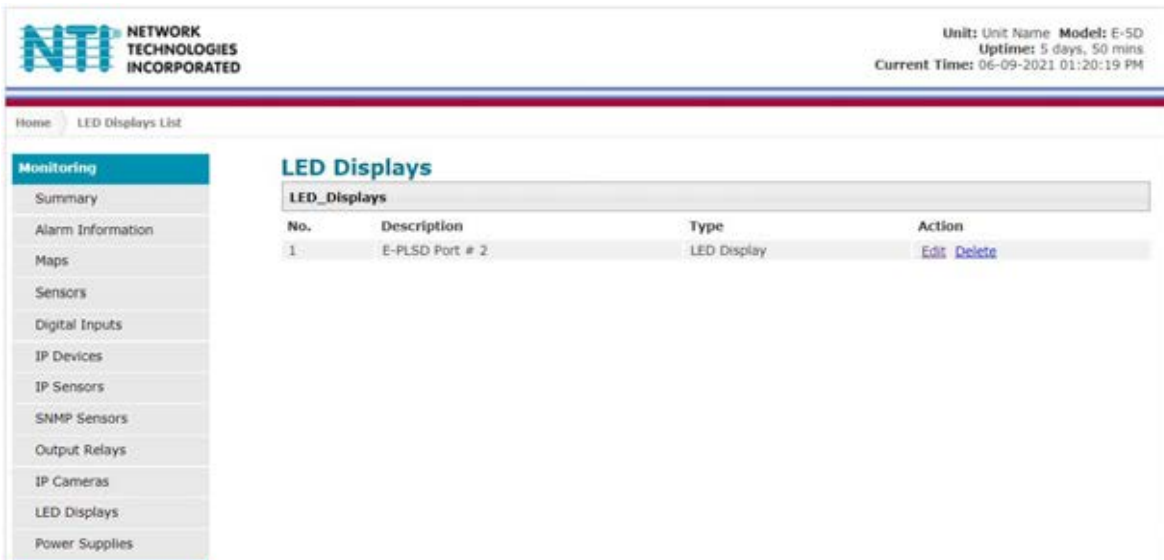 NTI NETWORK
TECHNOLOGIES
INCORPORATED
Unit: Unit Name Model: E-5D
Uptime: 5 days, 50 mins
Current Time: 06-09-2021 01:20:19 PM
Home LED Displays List
Monitoring
Summary
Alarm Information
Maps
Sensors
Digital Inputs
IP Devices
IP Sensors
SNMP Sensors
Output Relays
IP Cameras
LED Displays
Power Supplies
LED Displays
LED_Displays
No. Description Type Action
1 E-PLSD Port # 2 LED Display Edit Delete